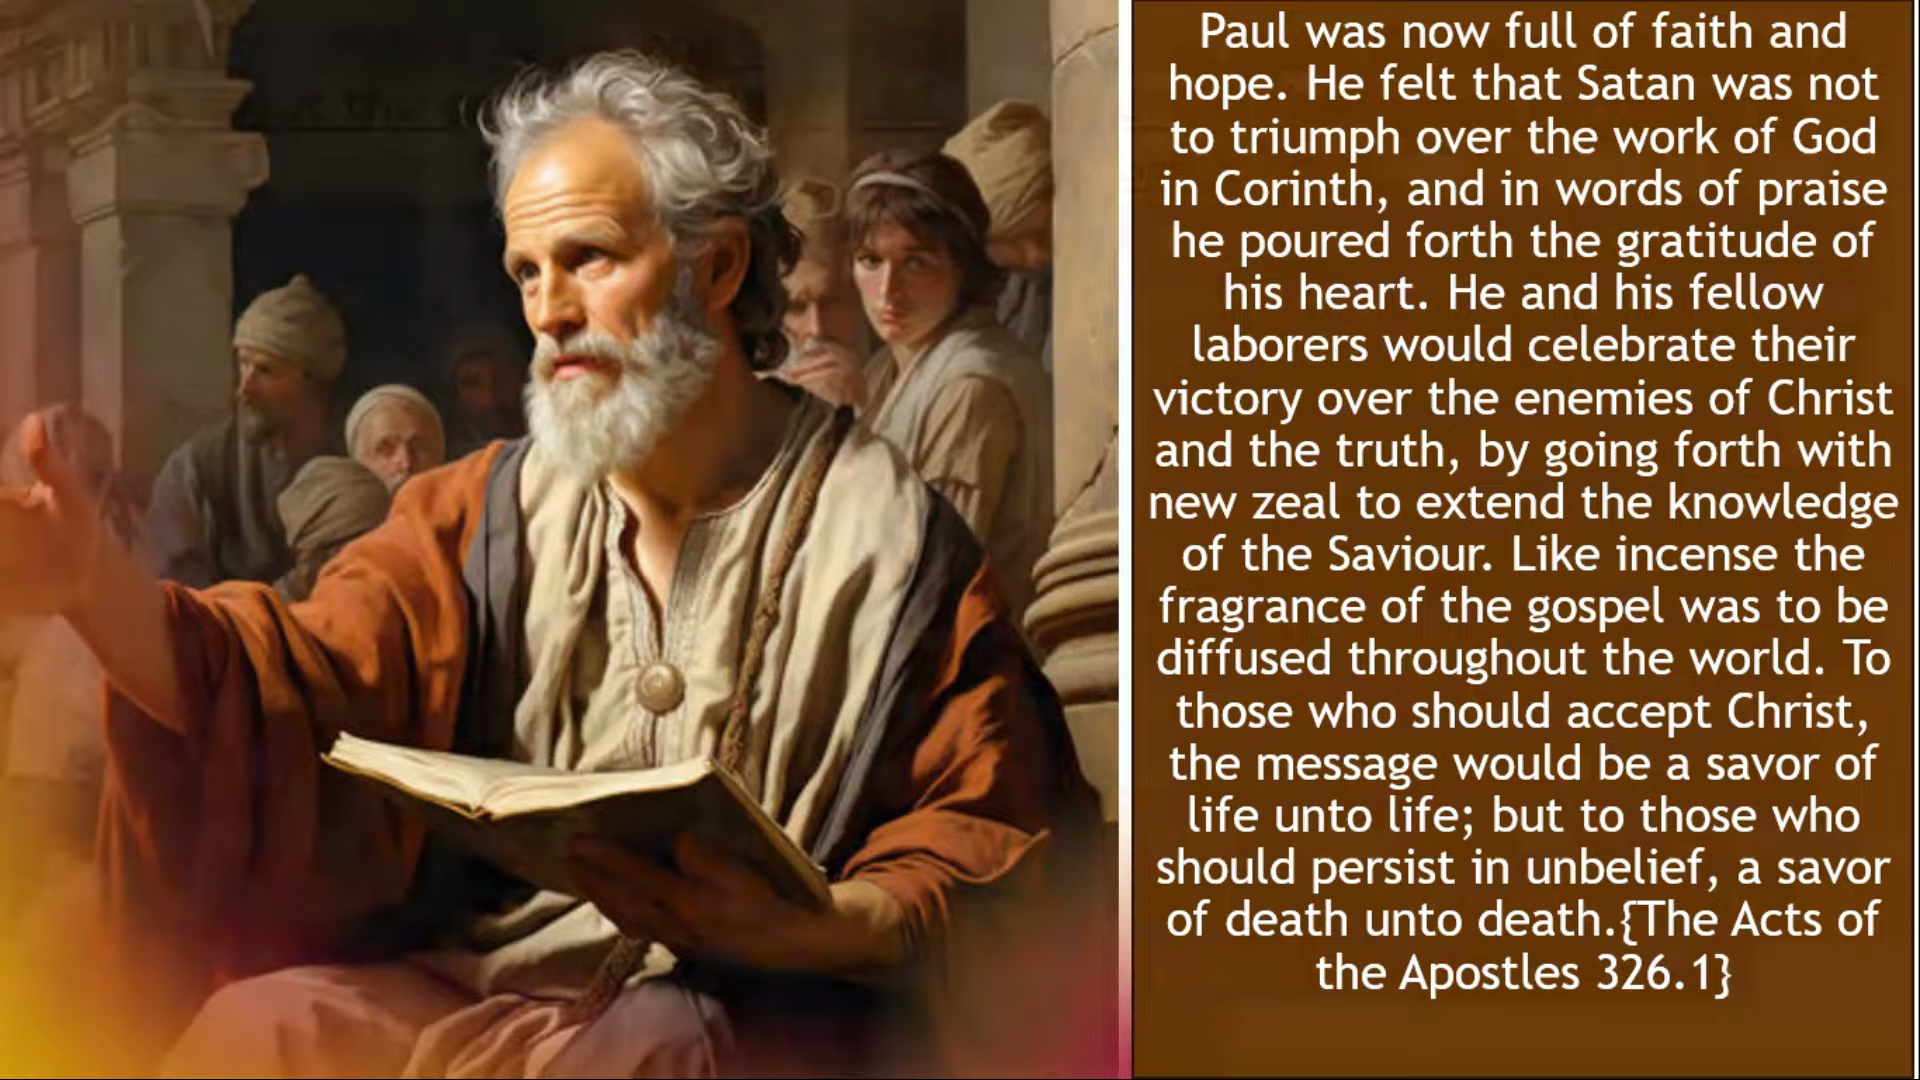 Paul was now full of faith and
hope. He felt that Satan was not
to triumph over the work of God
in Corinth, and in words of praise
he poured forth the gratitude of
his heart. He and his fellow
laborers would celebrate their
victory over the enemies of Christ
and the truth, by going forth with
new zeal to extend the knowledge
of the Saviour. Like incense the
fragrance of the gospel was to be
diffused throughout the world. To
those who should accept Christ,
the message would be a savor of
life unto life; but to those who
should persist in unbelief, a savor
of death unto death.{The Acts of
the Apostles 326.1}